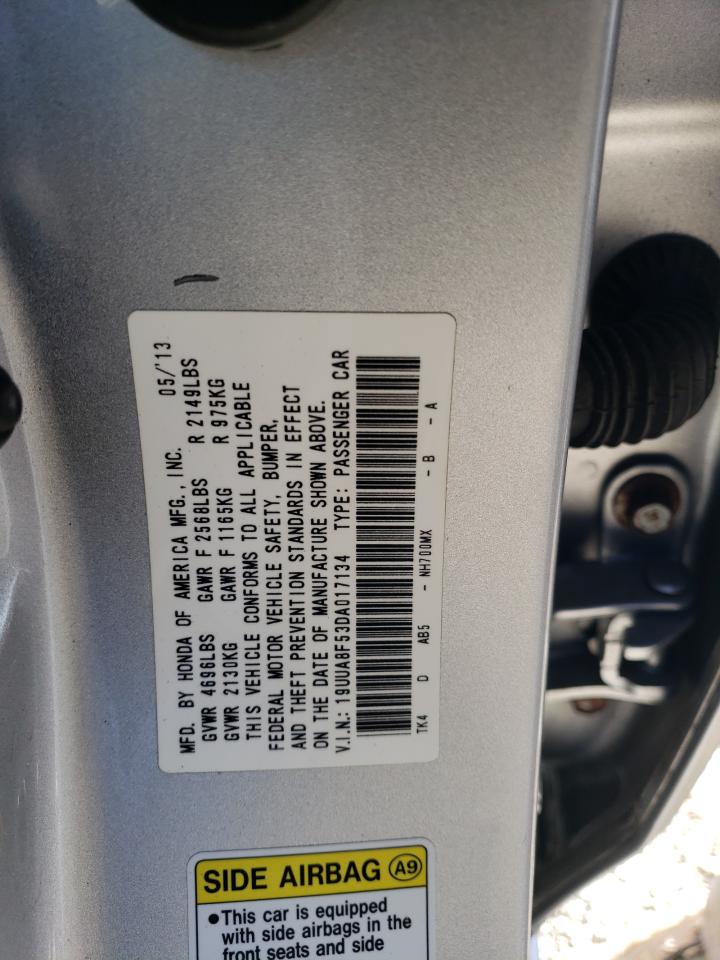 MFD. BY HONDA OF AMERICA MFG., INC. 05/'13
GVWR 4696LBS GAWR F 2568LBS R 2149LBS
GVWR 2130KG GAWR F 1165KG R 975KG
THIS VEHICLE CONFORMS TO ALL APPLICABLE
FEDERAL MOTOR VEHICLE SAFETY, BUMPER,
AND THEFT PREVENTION STANDARDS IN EFFECT
ON THE DATE OF MANUFACTURE SHOWN ABOVE.
V.I.N.: 19UUA8F53DA017134 TYPE: PASSENGER CAR
TK4 D AB5 - NH700MX - B - A
SIDE AIRBAG A9
•This car is equipped
with side airbags in the
front seats and side